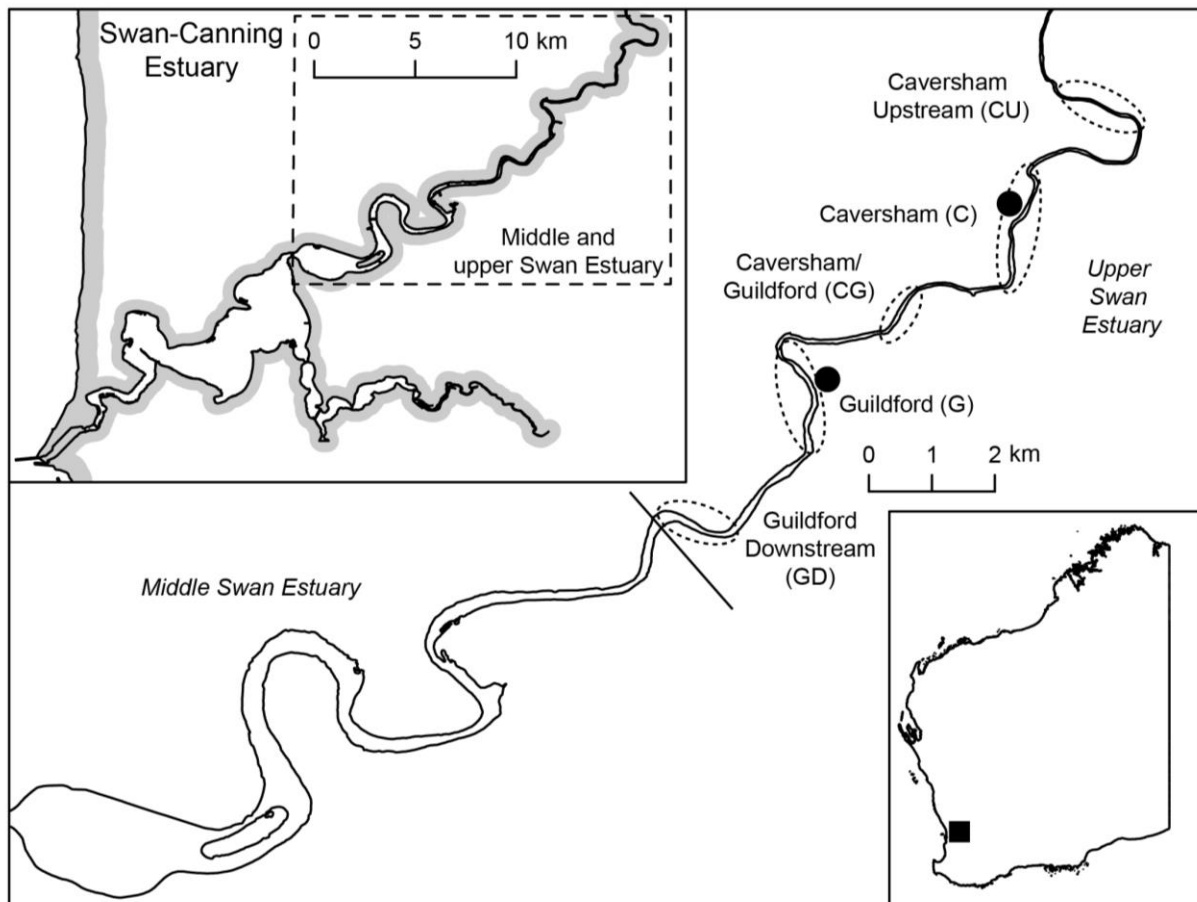 Swan-Canning
Estuary
0 5 10 km
Middle and
upper Swan Estuary
Caversham
Upstream (CU)
Caversham (C)
Caversham/
Guildford (CG)
Upper
Swan
Estuary
Guildford (G)
0 1 2 km
Guildford
Downstream
(GD)
Middle Swan Estuary